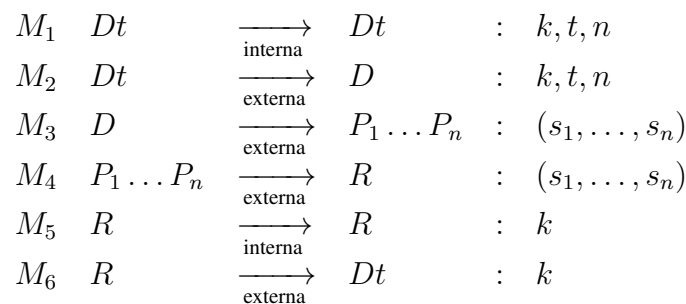 M₁ Dt →interna Dt : k, t, n
M₂ Dt →externa D : k, t, n
M₃ D →externa P₁ … Pₙ : (s₁, …, sₙ)
M₄ P₁ … Pₙ →externa R : (s₁, …, sₙ)
M₅ R →interna R : k
M₆ R →externa Dt : k